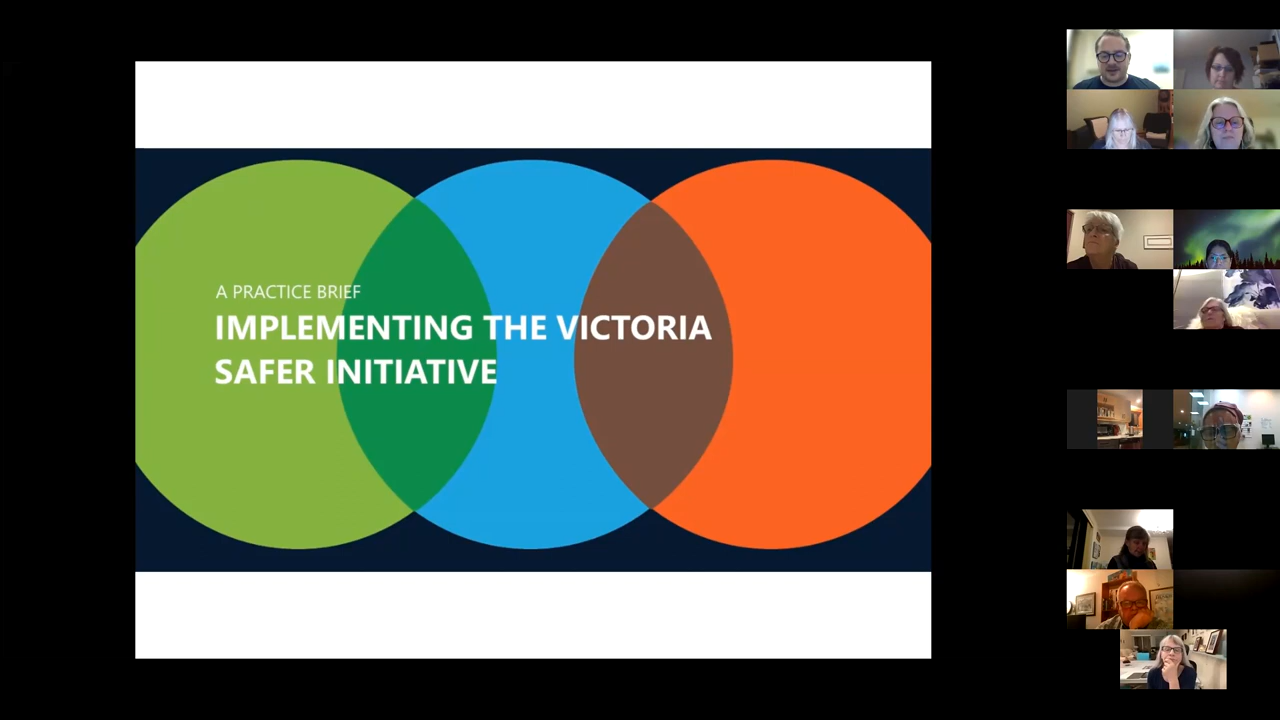 A PRACTICE BRIEF
IMPLEMENTING THE VICTORIA
SAFER INITIATIVE